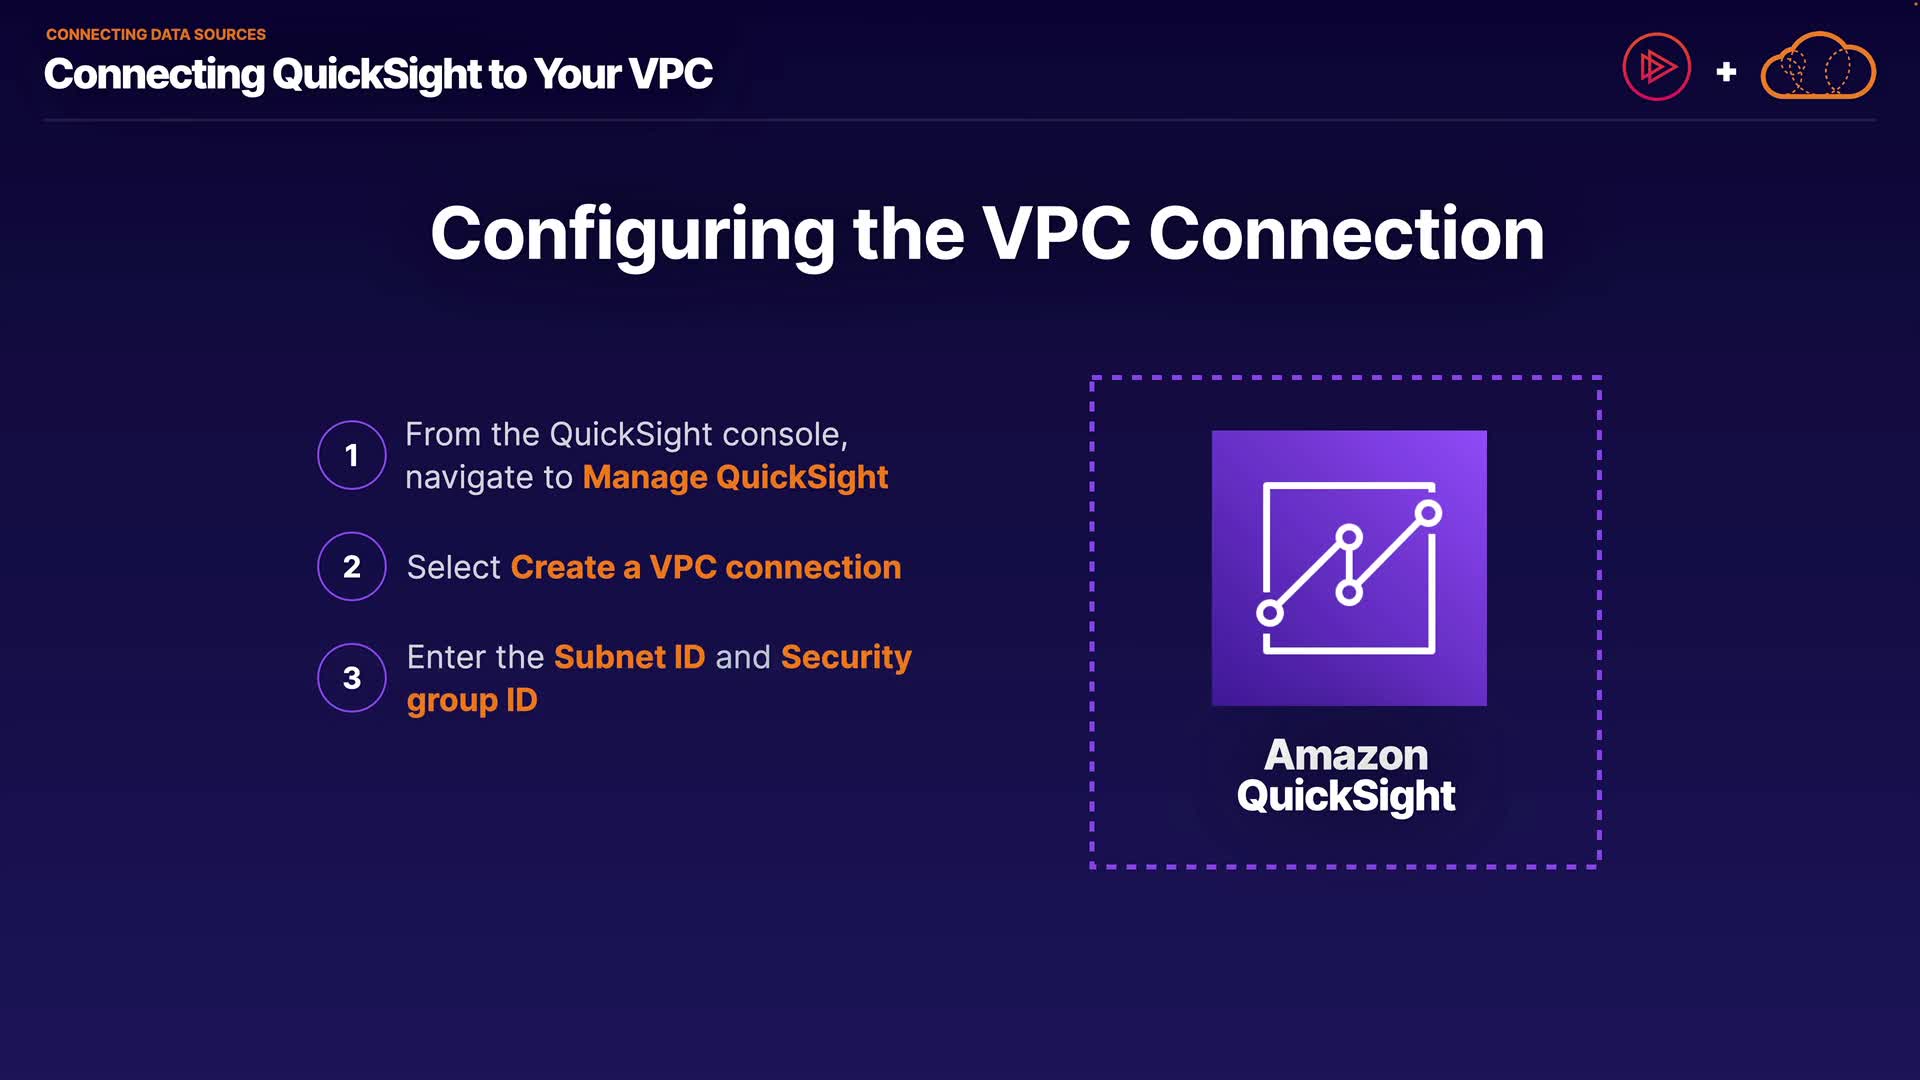 CONNECTING DATA SOURCES
Connecting QuickSight to Your VPC
Configuring the VPC Connection
1
From the QuickSight console,
navigate to Manage QuickSight
2
Select Create a VPC connection
3
Enter the Subnet ID and Security
group ID
Amazon
QuickSight